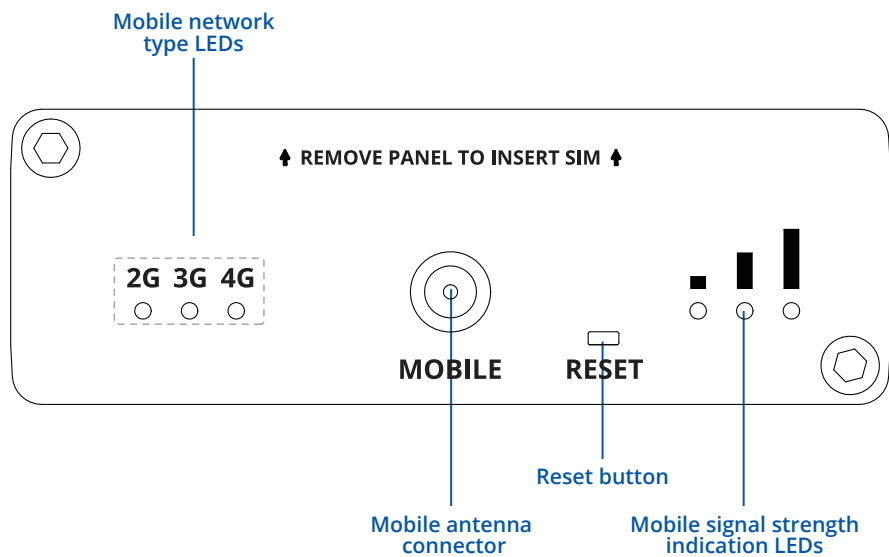 Mobile network
type LEDs
REMOVE PANEL TO INSERT SIM
2G 3G 4G
MOBILE
RESET
Reset button
Mobile antenna
connector
Mobile signal strength
indication LEDs